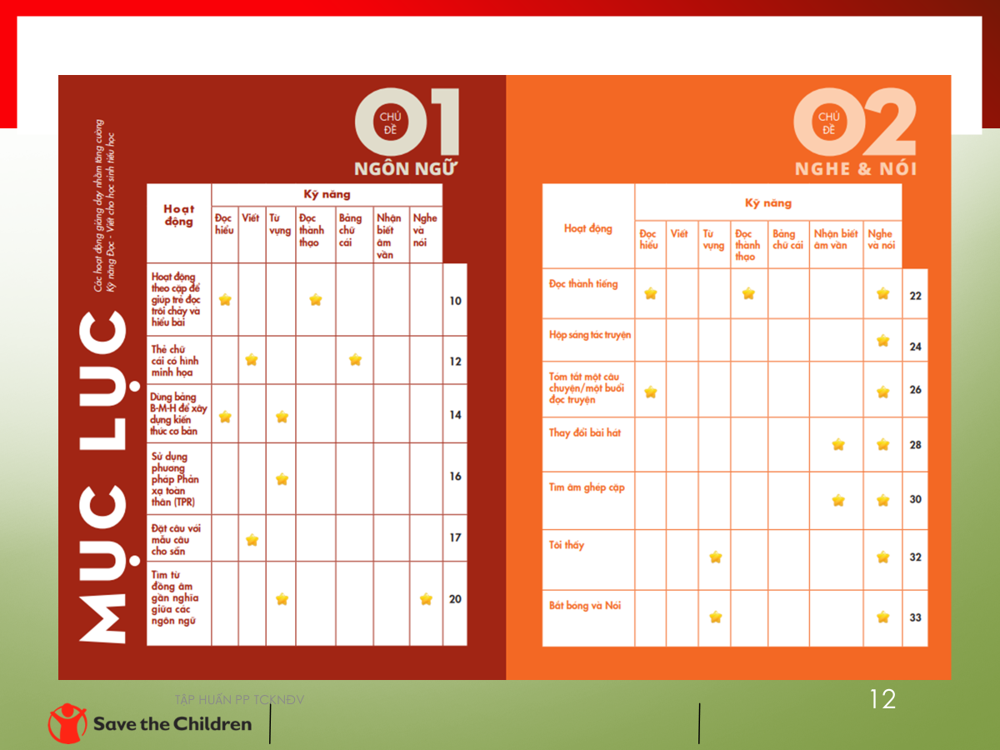 MỤC LỤC
Các hoạt động giảng dạy nhằm tăng cường
Kỹ năng Đọc - Viết cho học sinh tiểu học
01
CHỦ
ĐỀ
NGÔN NGỮ
Hoạt
động
Kỹ năng
Đọc
hiểu
Viết
Từ
vựng
Đọc
thành
thạo
Bảng
chữ
cái
Nhận
biết
âm
vần
Nghe
và
nói
Hoạt động
theo cặp để
giúp trẻ đọc
trôi chảy và
hiểu bài
10
Thẻ chữ
cái có hình
minh họa
12
Dùng bảng
B-M-H để xây
dựng kiến
thức cơ bản
14
Sử dụng
phương
pháp Phản
xạ toàn
thân (TPR)
16
Đặt câu với
mẫu câu
cho sẵn
17
Tìm từ
đồng âm
gần nghĩa
giữa các
ngôn ngữ
20
02
CHỦ
ĐỀ
NGHE & NÓI
Hoạt động
Kỹ năng
Đọc
hiểu
Viết
Từ
vựng
Đọc
thành
thạo
Bảng
chữ cái
Nhận biết
âm vần
Nghe
và nói
Đọc thành tiếng
22
Hộp sáng tác truyện
24
Tóm tắt một câu
chuyện/một buổi
đọc truyện
26
Thay đổi bài hát
28
Tìm âm ghép cặp
30
Tôi thấy
32
Bắt bóng và Nói
33
TẬP HUẤN PP TCKNĐV
12
Save the Children